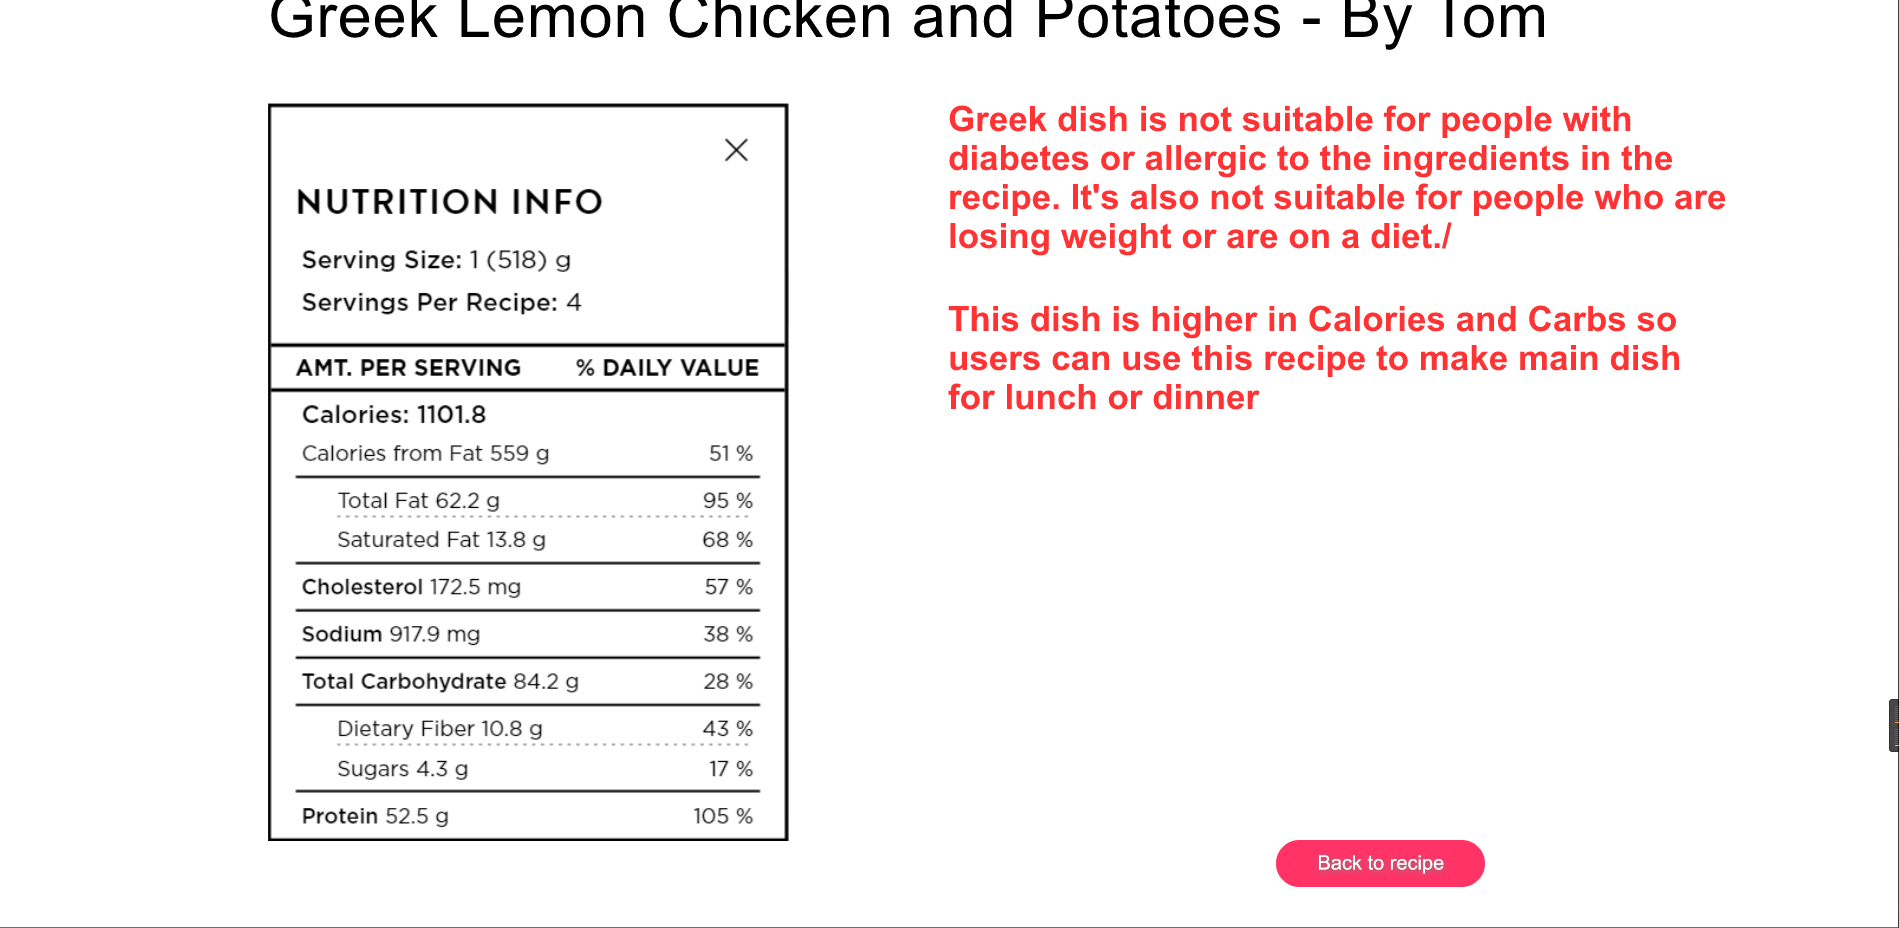 Greek Lemon Chicken and Potatoes - By Tom
NUTRITION INFO
Serving Size: 1 (518) g
Servings Per Recipe: 4
AMT. PER SERVING % DAILY VALUE
Calories: 1101.8
Calories from Fat 559 g 51 %
Total Fat 62.2 g 95 %
Saturated Fat 13.8 g 68 %
Cholesterol 172.5 mg 57 %
Sodium 917.9 mg 38 %
Total Carbohydrate 84.2 g 28 %
Dietary Fiber 10.8 g 43 %
Sugars 4.3 g 17 %
Protein 52.5 g 105 %
Greek dish is not suitable for people with
diabetes or allergic to the ingredients in the
recipe. It's also not suitable for people who are
losing weight or are on a diet./
This dish is higher in Calories and Carbs so
users can use this recipe to make main dish
for lunch or dinner
Back to recipe